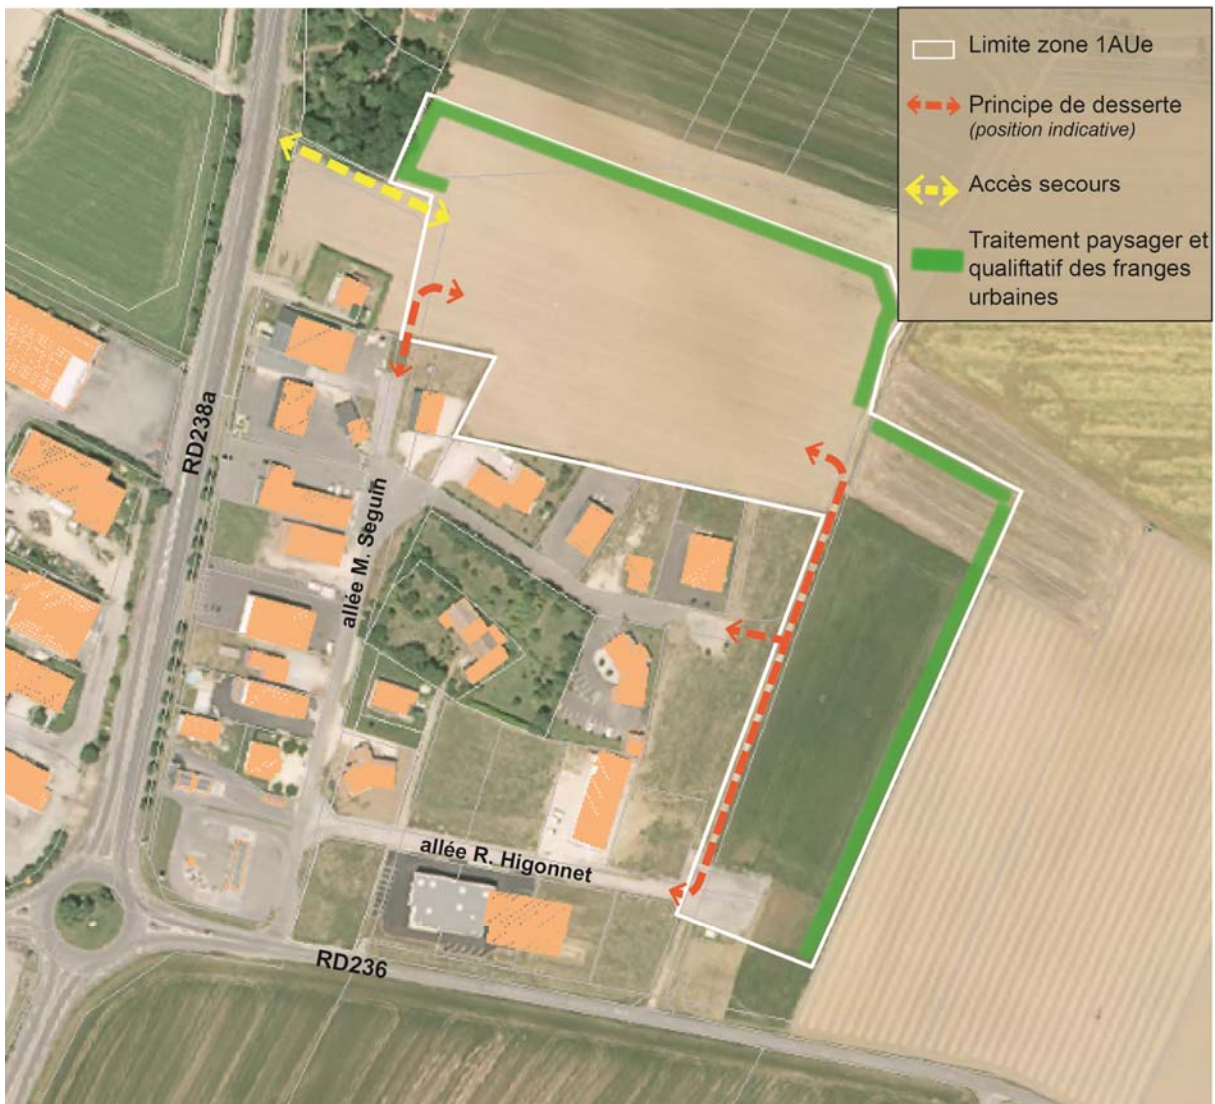 Limite zone 1AUe
Principe de desserte
(position indicative)
Accès secours
Traitement paysager et
qualiftatif des franges
urbaines
RD238a
allée M. Seguin
allée R. Higonnet
RD236